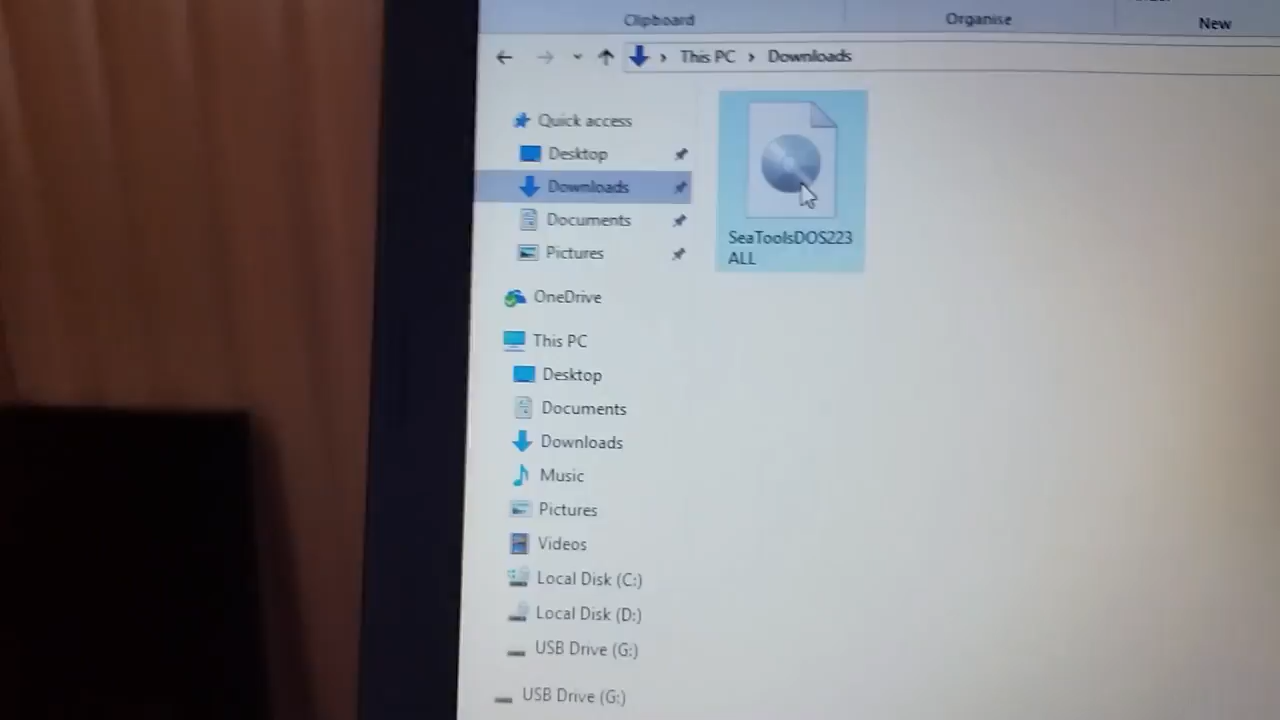 Clipboard
Organise
New
This PC > Downloads
Quick access
Desktop
Downloads
Documents
Pictures
OneDrive
This PC
Desktop
Documents
Downloads
Music
Pictures
Videos
Local Disk (C:)
Local Disk (D:)
USB Drive (G:)
USB Drive (G:)
SeaToolsDOS223
ALL